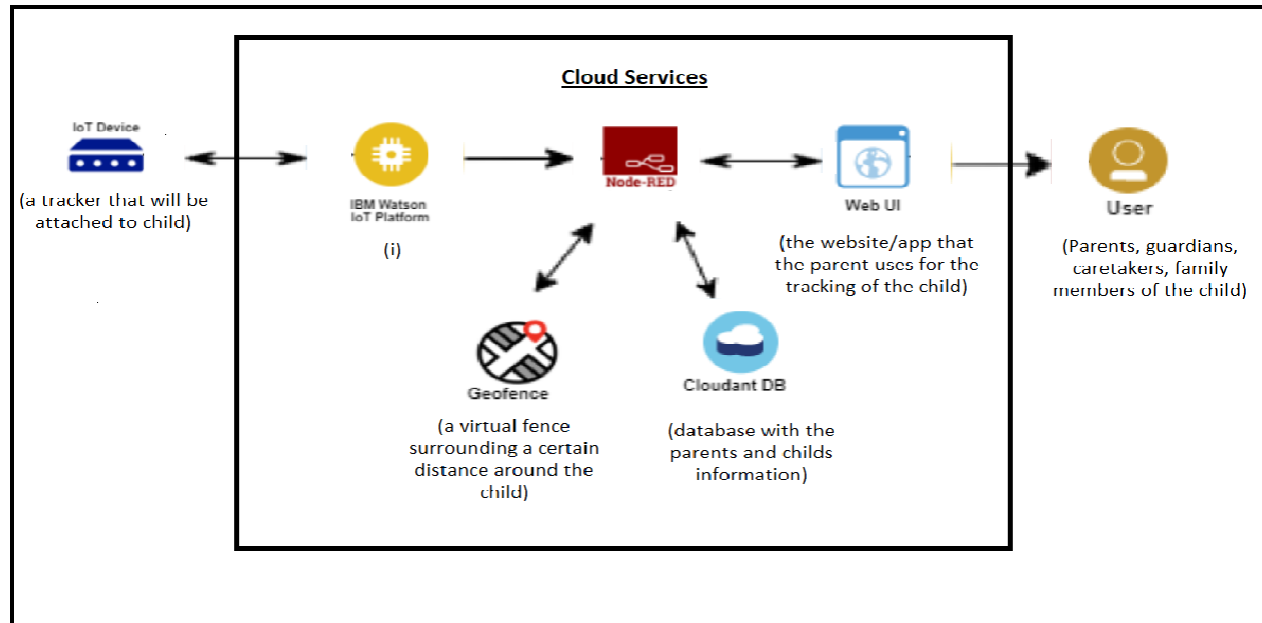 Cloud Services
IoT Device
(a tracker that will be
attached to child)
IBM Watson
IoT Platform
(i)
Node-RED
Web UI
(the website/app that
the parent uses for the
tracking of the child)
User
(Parents, guardians,
caretakers, family
members of the child)
Geofence
(a virtual fence
surrounding a certain
distance around the
child)
Cloudant DB
(database with the
parents and childs
information)